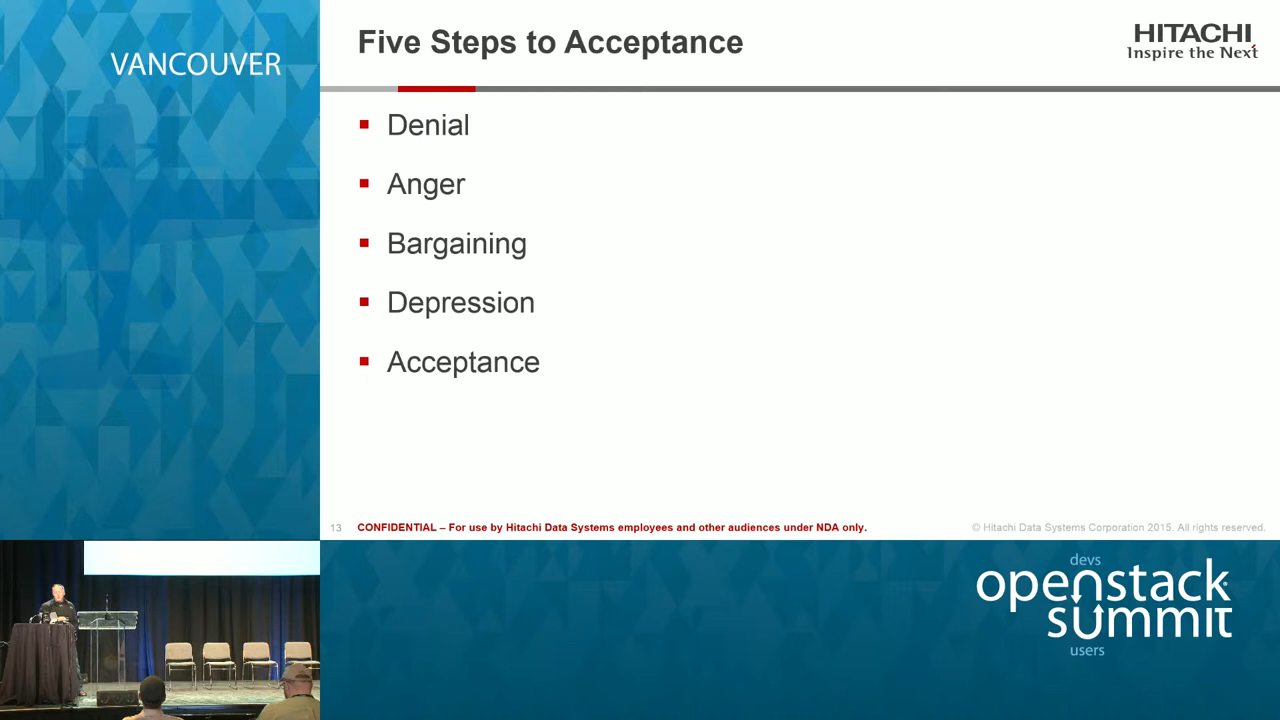 VANCOUVER
Five Steps to Acceptance
HITACHI
Inspire the Next
Denial
Anger
Bargaining
Depression
Acceptance
13 CONFIDENTIAL – For use by Hitachi Data Systems employees and other audiences under NDA only. © Hitachi Data Systems Corporation 2015. All rights reserved.
devs
openstack
summit
users